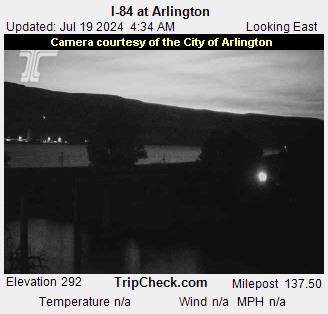 I-84 at Arlington
Updated: Jul 19 2024 4:34 AM Looking East
Camera courtesy of the City of Arlington
Elevation 292 TripCheck.com Milepost 137.50
Temperature n/a Wind n/a MPH n/a